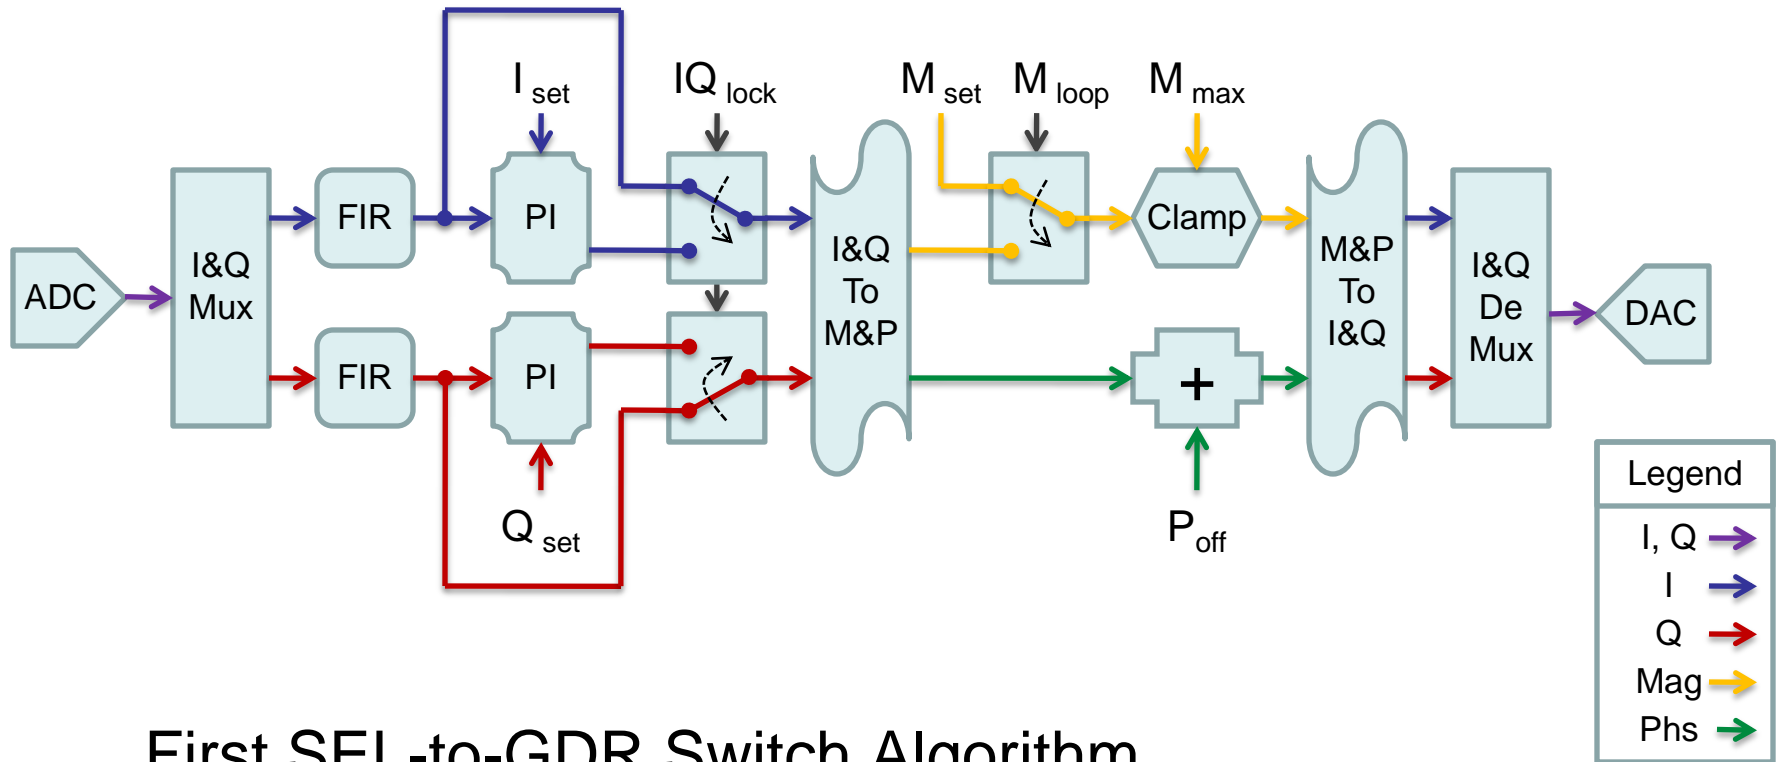 I set
IQ lock
M set
M loop
M max
ADC
I&Q
Mux
FIR
PI
FIR
PI
Q set
I&Q
To
M&P
Clamp
+
P off
M&P
To
I&Q
I&Q
De
Mux
DAC
Legend
I, Q
I
Q
Mag
Phs
First SEL-to-GDR Switch Algorithm